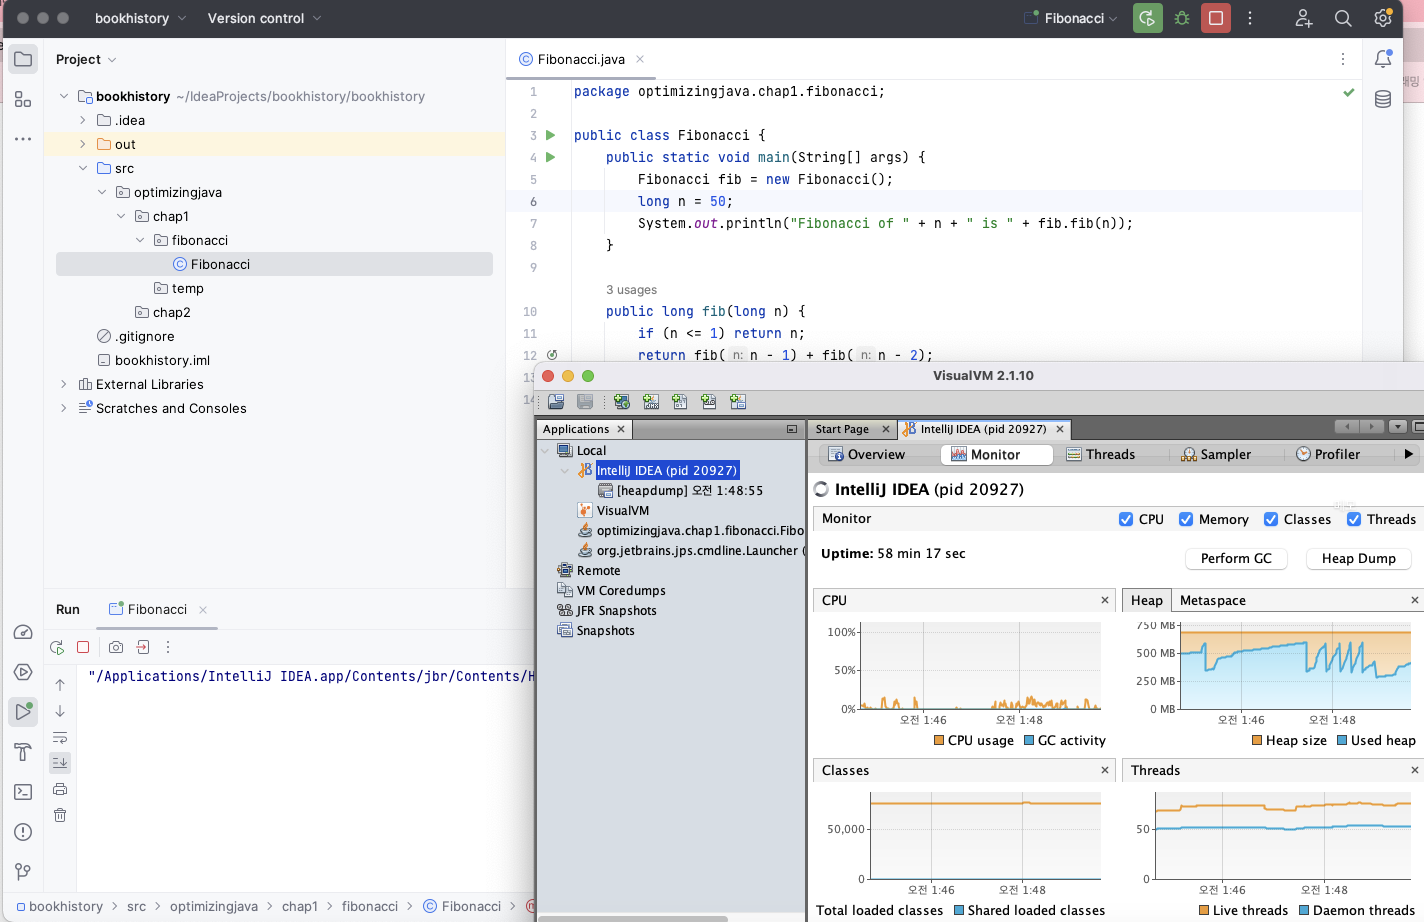 bookhistory
Version control
Fibonacci
Project
bookhistory ~/IdeaProjects/bookhistory/bookhistory
.idea
out
src
optimizingjava
chap1
fibonacci
Fibonacci
temp
chap2
.gitignore
bookhistory.iml
External Libraries
Scratches and Consoles
Fibonacci.java
1 package optimizingjava.chap1.fibonacci;
2
3 public class Fibonacci {
4 public static void main(String[] args) {
5 Fibonacci fib = new Fibonacci();
6 long n = 50;
7 System.out.println("Fibonacci of " + n + " is " + fib.fib(n));
8 }
9
3 usages
10 public long fib(long n) {
11 if (n <= 1) return n;
12 return fib( n: n - 1) + fib( n: n - 2);
13
14
Run
Fibonacci
"/Applications/IntelliJ IDEA.app/Contents/jbr/Contents/H
bookhistory > src > optimizingjava > chap1 > fibonacci > Fibonacci >
VisualVM 2.1.10
Applications
Local
IntelliJ IDEA (pid 20927)
[heapdump] 오전 1:48:55
VisualVM
optimizingjava.chap1.fibonacci.Fibo
org.jetbrains.jps.cmdline.Launcher (
Remote
VM Coredumps
JFR Snapshots
Snapshots
Start Page
IntelliJ IDEA (pid 20927)
Overview
Monitor
Threads
Sampler
Profiler
IntelliJ IDEA (pid 20927)
Monitor
CPU
Memory
Classes
Threads
Uptime: 58 min 17 sec
Perform GC
Heap Dump
CPU
100%
50%
0%
오전 1:46
오전 1:48
CPU usage
GC activity
Heap
Metaspace
750 MB
500 MB
250 MB
0 MB
오전 1:46
오전 1:48
Heap size
Used heap
Classes
50,000
0
오전 1:46
오전 1:48
Total loaded classes
Shared loaded classes
Threads
50
0
오전 1:46
오전 1:48
Live threads
Daemon threads